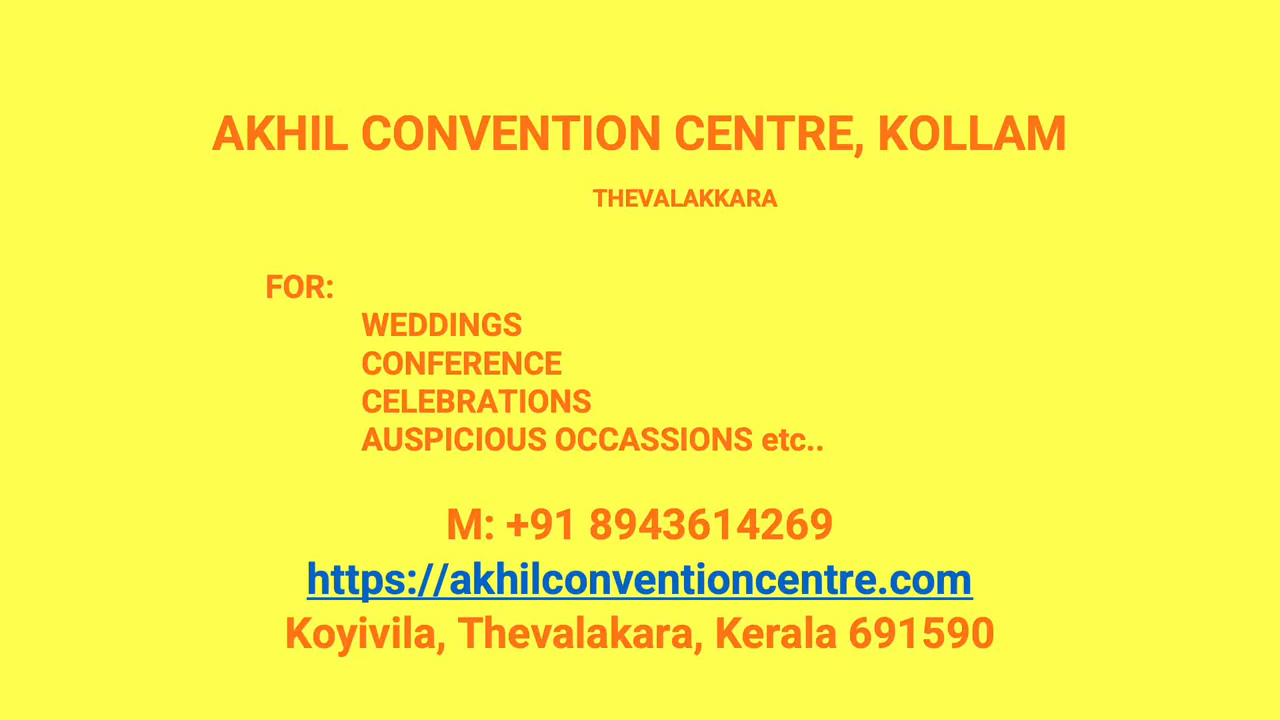 AKHIL CONVENTION CENTRE, KOLLAM
THEVALAKKARA
FOR:
WEDDINGS
CONFERENCE
CELEBRATIONS
AUSPICIOUS OCCASSIONS etc..
M: +91 8943614269
https://akhilconventioncentre.com
Koyivila, Thevalakara, Kerala 691590